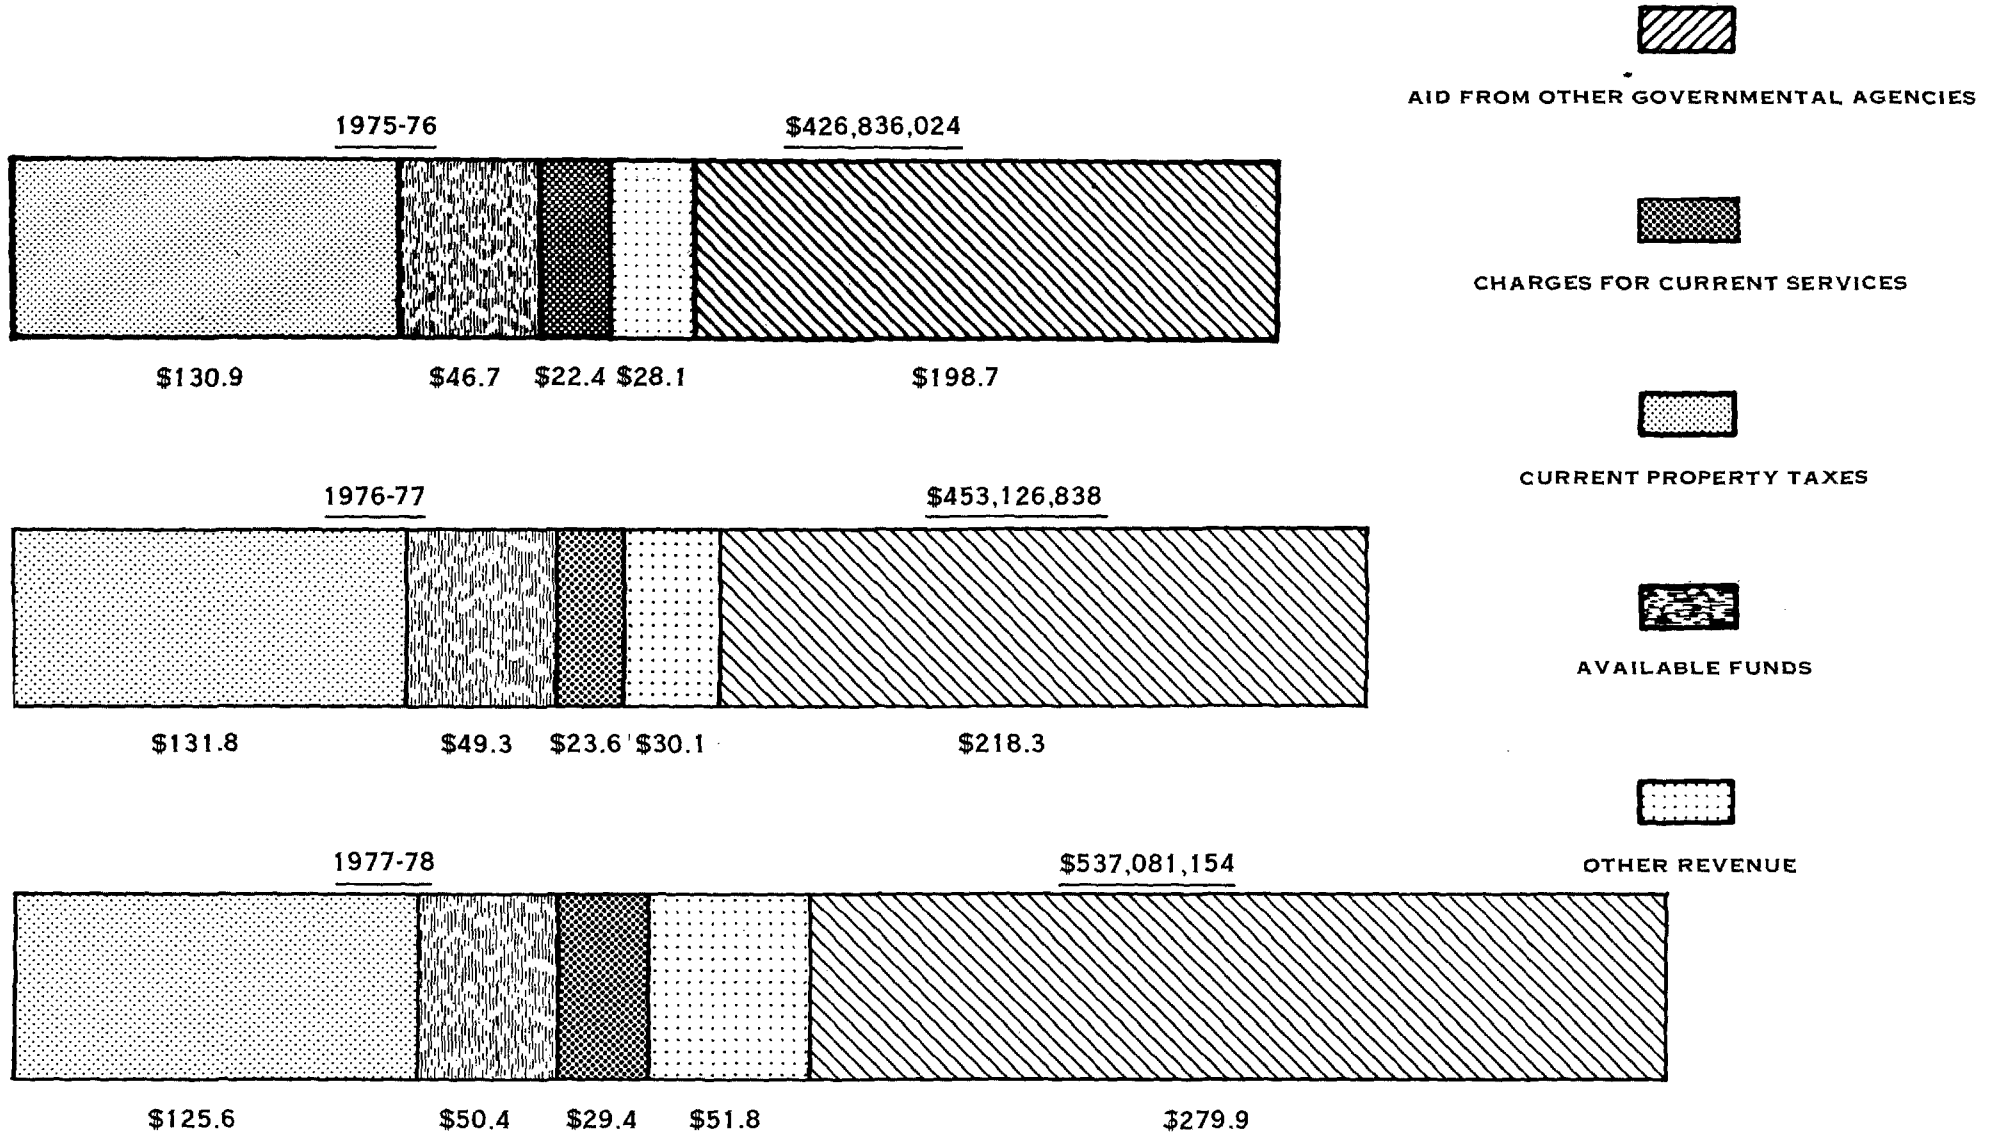 AID FROM OTHER GOVERNMENTAL AGENCIES
1975-76 $426,836,024
CHARGES FOR CURRENT SERVICES
$130.9 $46.7 $22.4 $28.1 $198.7
CURRENT PROPERTY TAXES
1976-77 $453,126,838
AVAILABLE FUNDS
$131.8 $49.3 $23.6 $30.1 $218.3
1977-78 $537,081,154
OTHER REVENUE
$125.6 $50.4 $29.4 $51.8 $279.9